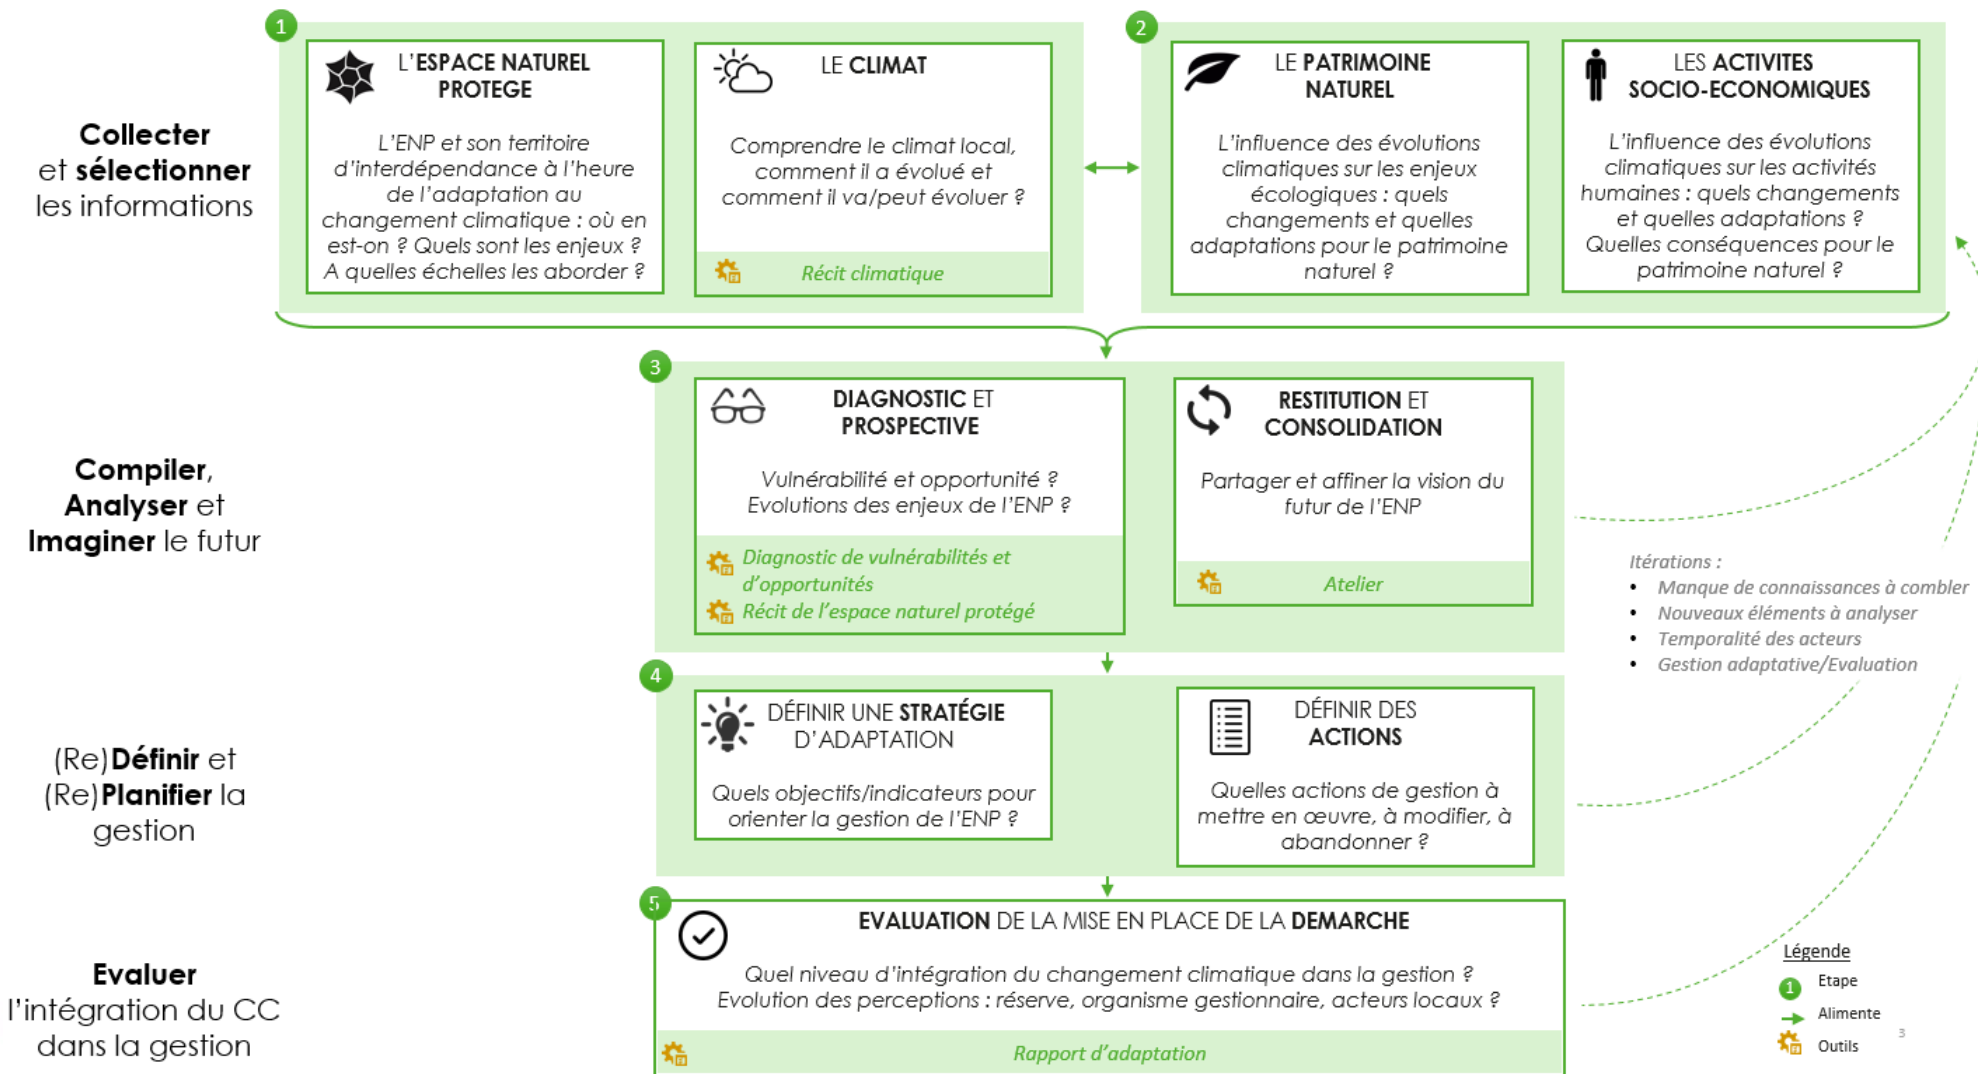 Collecter
et sélectionner
les informations
1
L'ESPACE NATUREL
PROTEGE
L'ENP et son territoire
d'interdépendance à l'heure
de l'adaptation au
changement climatique : où en
est-on ? Quels sont les enjeux ?
A quelles échelles les aborder ?
LE CLIMAT
Comprendre le climat local,
comment il a évolué et
comment il va/peut évoluer ?
Récit climatique
2
LE PATRIMOINE
NATUREL
L'influence des évolutions
climatiques sur les enjeux
écologiques : quels
changements et quelles
adaptations pour le patrimoine
naturel ?
LES ACTIVITES
SOCIO-ECONOMIQUES
L'influence des évolutions
climatiques sur les activités
humaines : quels changements
et quelles adaptations ?
Quelles conséquences pour le
patrimoine naturel ?
Compiler,
Analyser et
Imaginer le futur
3
DIAGNOSTIC ET
PROSPECTIVE
Vulnérabilité et opportunité ?
Evolutions des enjeux de l'ENP ?
Diagnostic de vulnérabilités et
d'opportunités
Récit de l'espace naturel protégé
RESTITUTION ET
CONSOLIDATION
Partager et affiner la vision du
futur de l'ENP
Atelier
Itérations :
• Manque de connaissances à combler
• Nouveaux éléments à analyser
• Temporalité des acteurs
• Gestion adaptative/Evaluation
(Re)Définir et
(Re)Planifier la
gestion
4
DÉFINIR UNE STRATÉGIE
D'ADAPTATION
Quels objectifs/indicateurs pour
orienter la gestion de l'ENP ?
DÉFINIR DES
ACTIONS
Quelles actions de gestion à
mettre en œuvre, à modifier, à
abandonner ?
Evaluer
l'intégration du CC
dans la gestion
5
EVALUATION DE LA MISE EN PLACE DE LA DEMARCHE
Quel niveau d'intégration du changement climatique dans la gestion ?
Evolution des perceptions : réserve, organisme gestionnaire, acteurs locaux ?
Rapport d'adaptation
Légende
1 Etape
Alimente
Outils
3